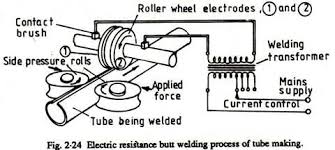 Roller wheel electrodes, ① and ②
Contact
brush
①
②
Side pressure rolls
Welding
transformer
Applied
force
Mains
supply
Current control
Tube being welded
Fig. 2·24 Electric resistance butt welding process of tube making.